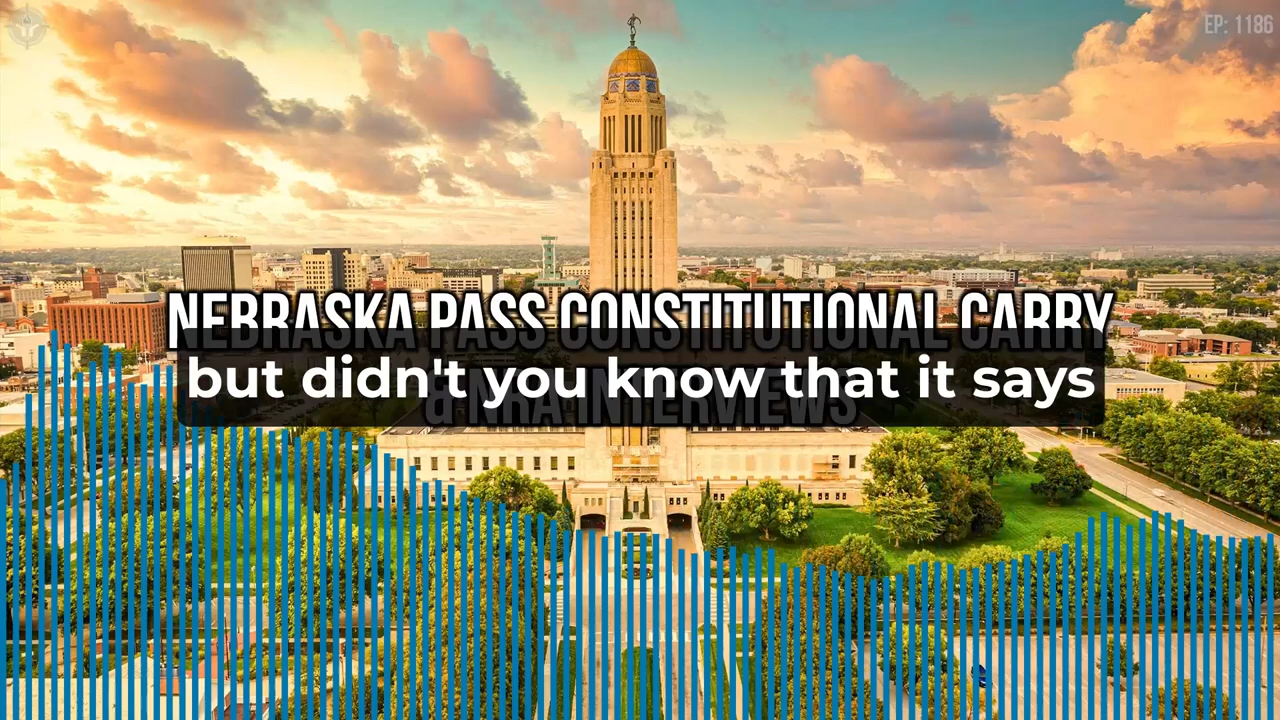 EP: 1186
NEBRASKA PASS CONSTITUTIONAL CARRY
but didn't you know that it says
& NRA INTERVIEWS